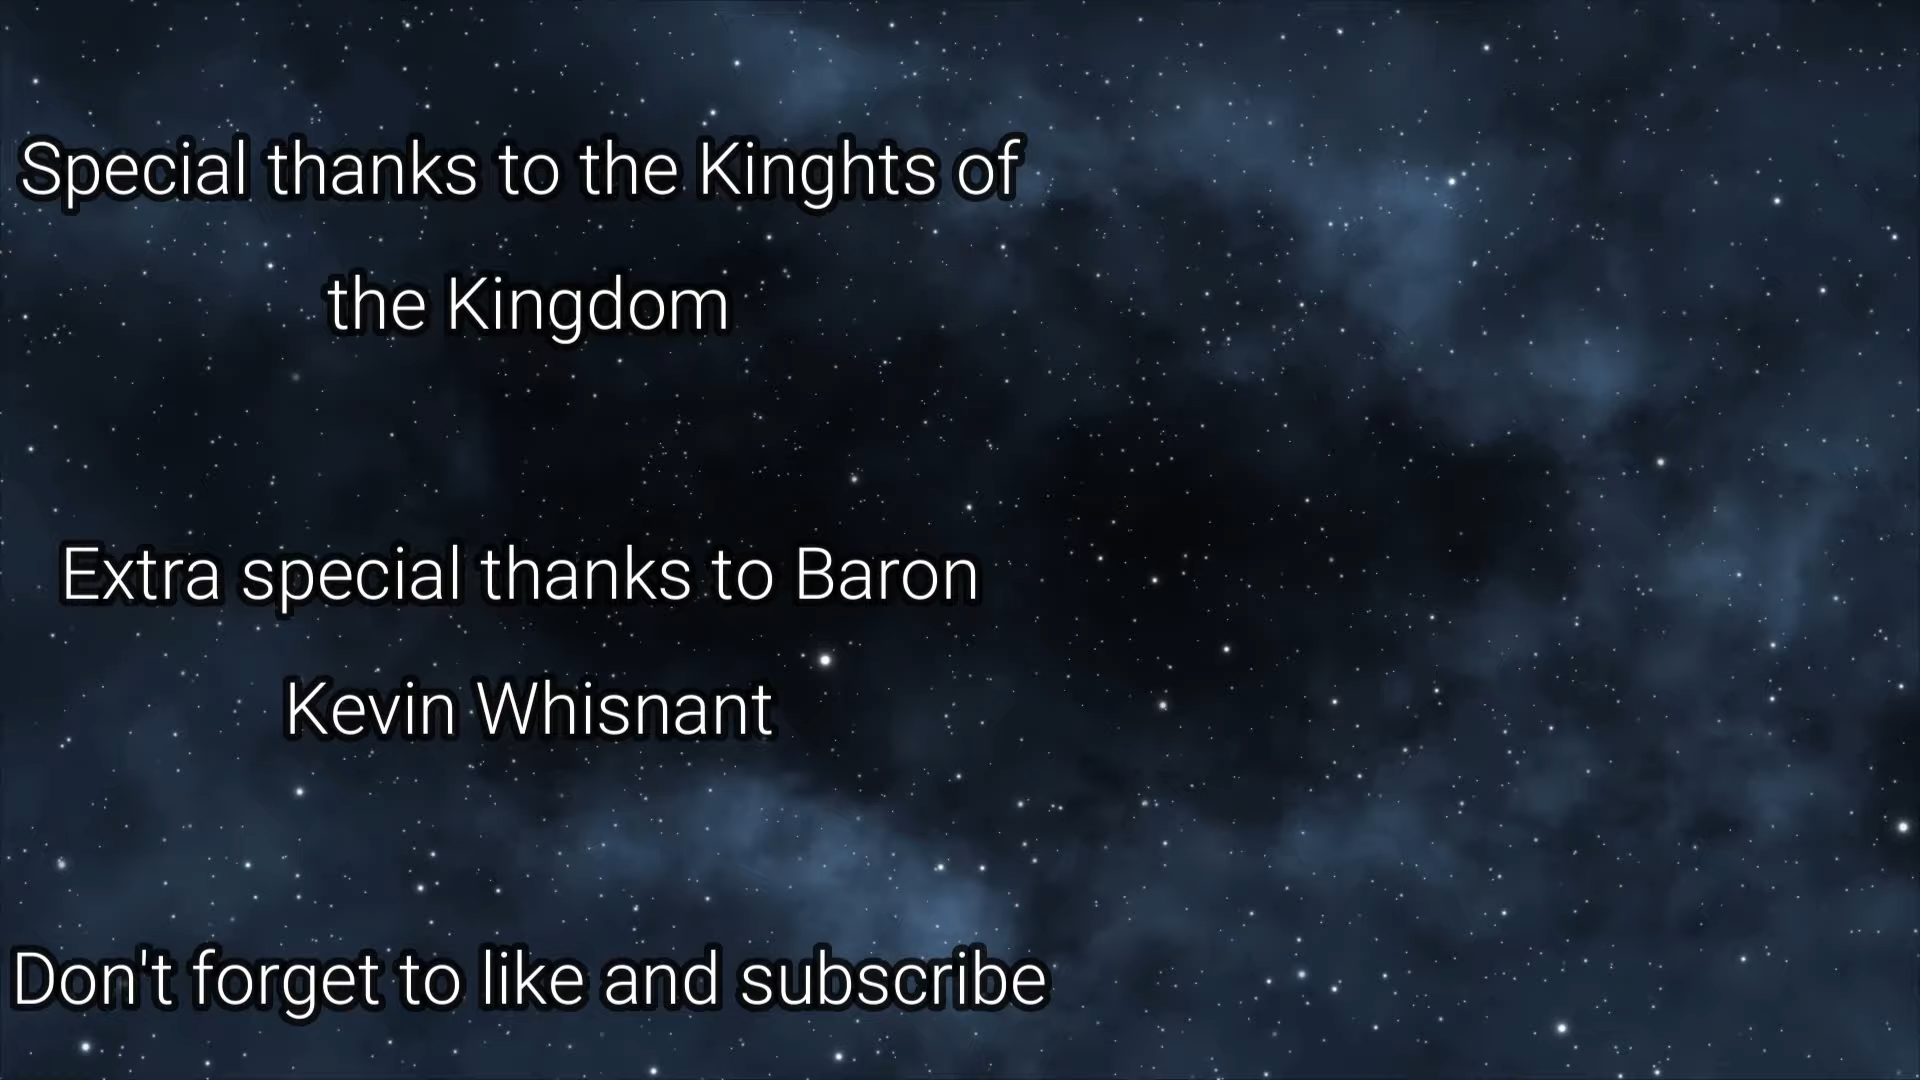 Special thanks to the Kinghts of
the Kingdom
Extra special thanks to Baron
Kevin Whisnant
Don't forget to like and subscribe